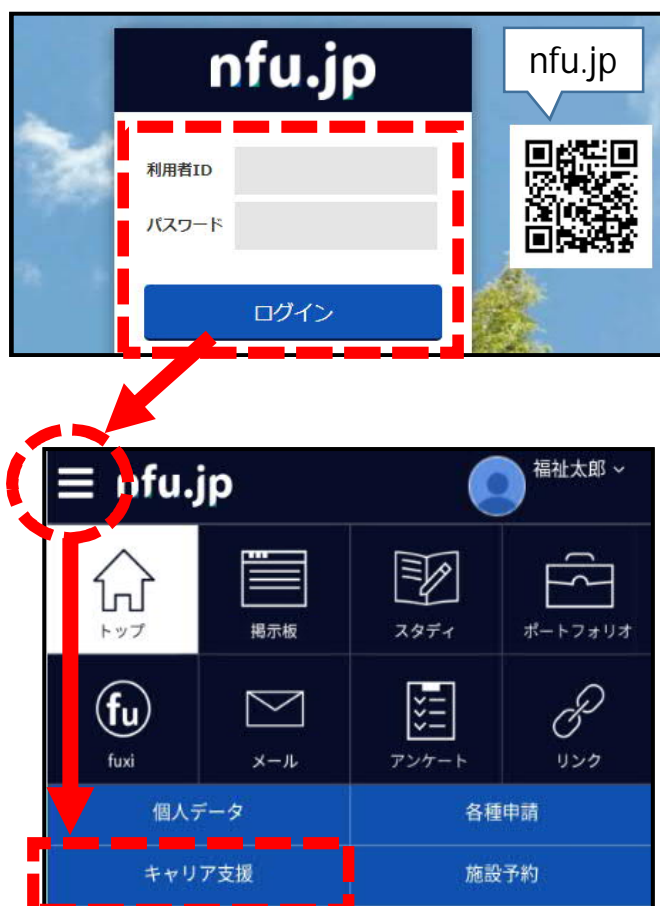 nfu.jp
nfu.jp
利用者ID
パスワード
ログイン
nfu.jp
福祉太郎
トップ
掲示板
スタディ
ポートフォリオ
fu
fuxi
メール
アンケート
リンク
個人データ
各種申請
キャリア支援
施設予約